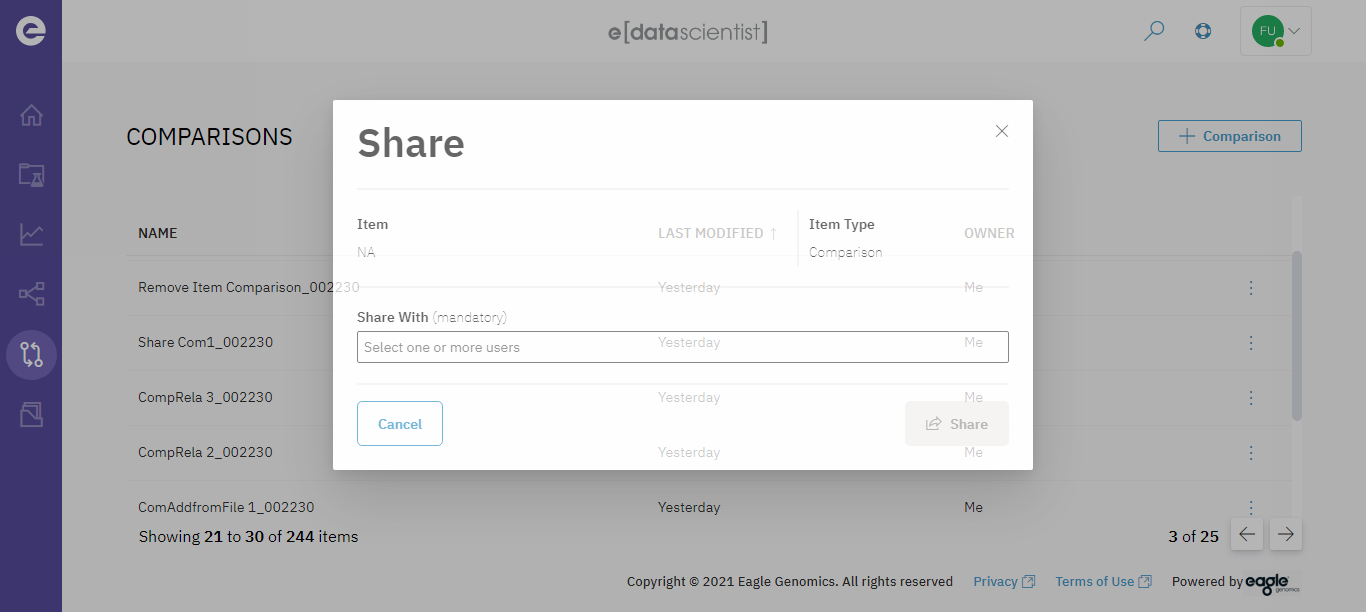 e[datascientist]
FU
COMPARISONS
+ Comparison
Share
Item
NA
Item Type
Comparison
NAME
LAST MODIFIED ↑
OWNER
Remove Item Comparison_002230
Yesterday
Me
Share With (mandatory)
Select one or more users
Share Com1_002230
Yesterday
Me
CompRela 3_002230
Yesterday
Me
Cancel
Share
CompRela 2_002230
Yesterday
Me
ComAddfromFile 1_002230
Yesterday
Me
Showing 21 to 30 of 244 items
3 of 25
Copyright © 2021 Eagle Genomics. All rights reserved
Privacy
Terms of Use
Powered by eagle genomics